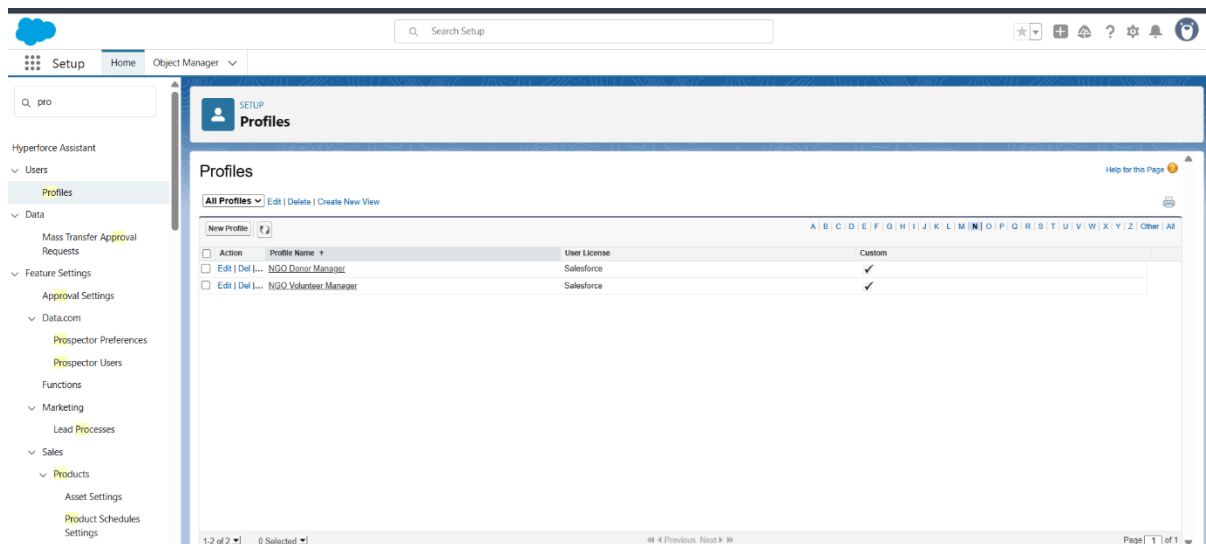 Search Setup
Setup
Home
Object Manager
pro
Hyperforce Assistant
Users
Profiles
Data
Mass Transfer Approval
Requests
Feature Settings
Approval Settings
Data.com
Prospector Preferences
Prospector Users
Functions
Marketing
Lead Processes
Sales
Products
Asset Settings
Product Schedules
Settings
SETUP
Profiles
Profiles
Help for this Page
All Profiles Edit | Delete | Create New View
New Profile
A | B | C | D | E | F | G | H | I | J | K | L | M | N | O | P | Q | R | S | T | U | V | W | X | Y | Z | Other | All
Action Profile Name User License Custom
Edit | Del |... NGO Donor Manager Salesforce ✓
Edit | Del |... NGO Volunteer Manager Salesforce ✓
1-2 of 2 0 Selected Previous Next Page 1 of 1